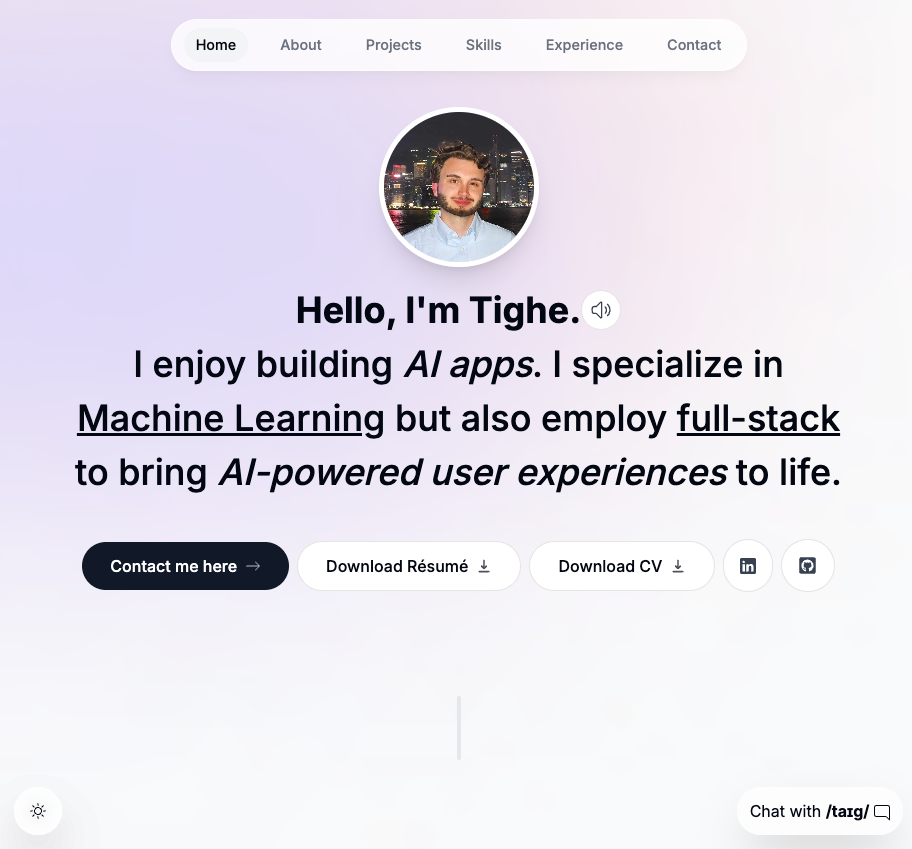 Home About Projects Skills Experience Contact
Hello, I'm Tighe.
I enjoy building AI apps. I specialize in
Machine Learning but also employ full-stack
to bring AI-powered user experiences to life.
Contact me here → Download Résumé Download CV in
Chat with /taɪg/